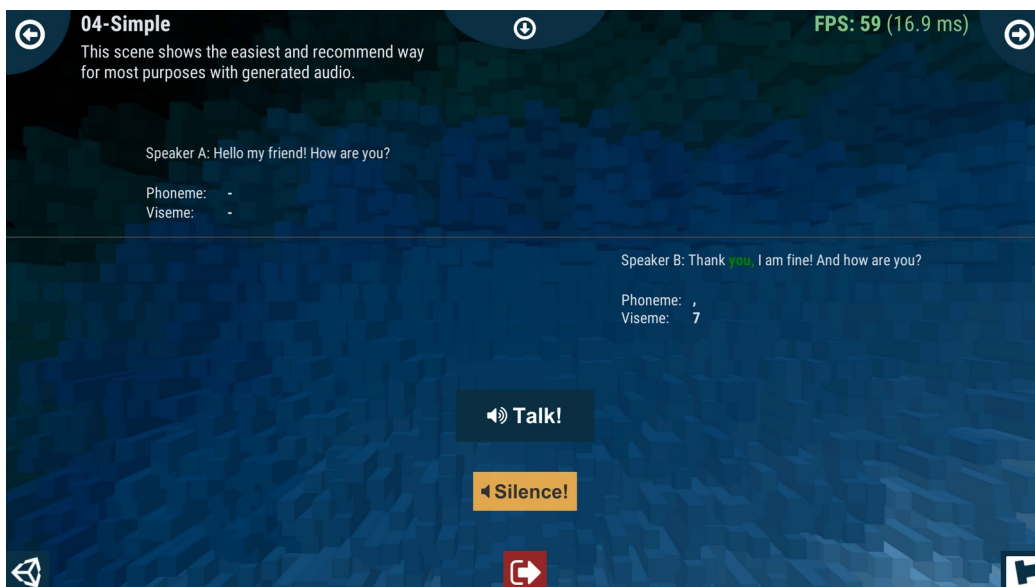 04-Simple
FPS: 59 (16.9 ms)
This scene shows the easiest and recommend way
for most purposes with generated audio.
Speaker A: Hello my friend! How are you?
Phoneme: -
Viseme: -
Speaker B: Thank you, I am fine! And how are you?
Phoneme: ,
Viseme: 7
Talk!
Silence!